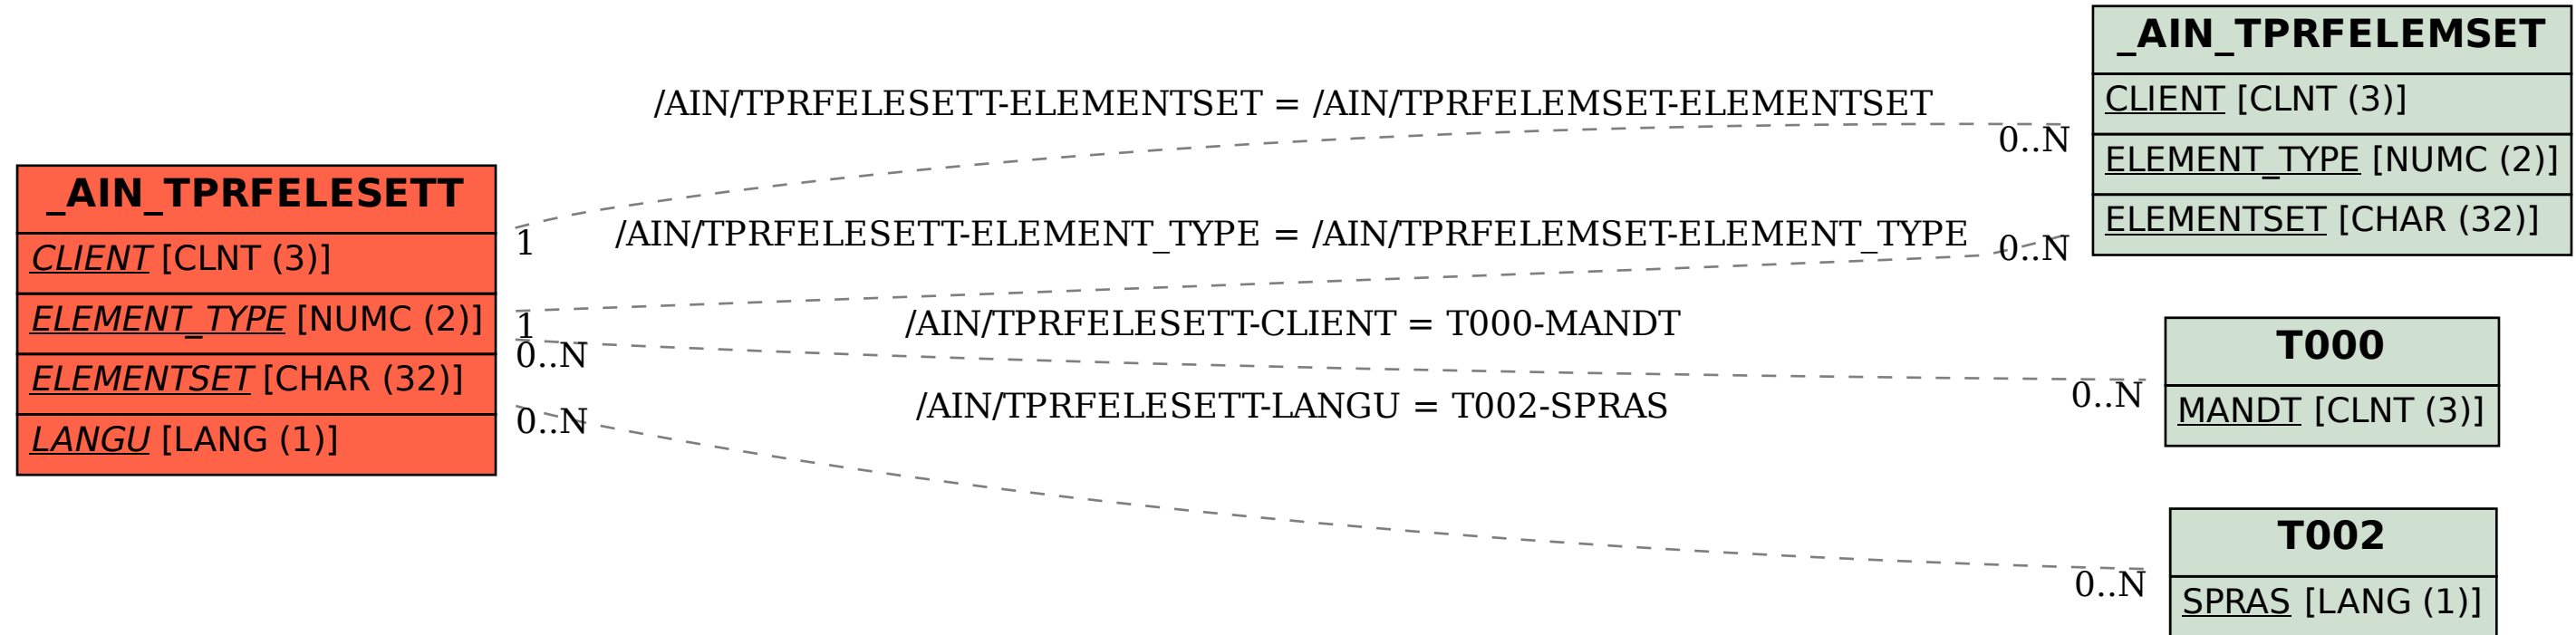 _AIN_TPRFELESETT
CLIENT [CLNT (3)]
ELEMENT_TYPE [NUMC (2)]
ELEMENTSET [CHAR (32)]
LANGU [LANG (1)]
/AIN/TPRFELESETT-ELEMENTSET = /AIN/TPRFELEMSET-ELEMENTSET
1
0..N
/AIN/TPRFELESETT-ELEMENT_TYPE = /AIN/TPRFELEMSET-ELEMENT_TYPE
1
0..N
/AIN/TPRFELESETT-CLIENT = T000-MANDT
0..N
0..N
/AIN/TPRFELESETT-LANGU = T002-SPRAS
0..N
0..N
_AIN_TPRFELEMSET
CLIENT [CLNT (3)]
ELEMENT_TYPE [NUMC (2)]
ELEMENTSET [CHAR (32)]
T000
MANDT [CLNT (3)]
T002
SPRAS [LANG (1)]